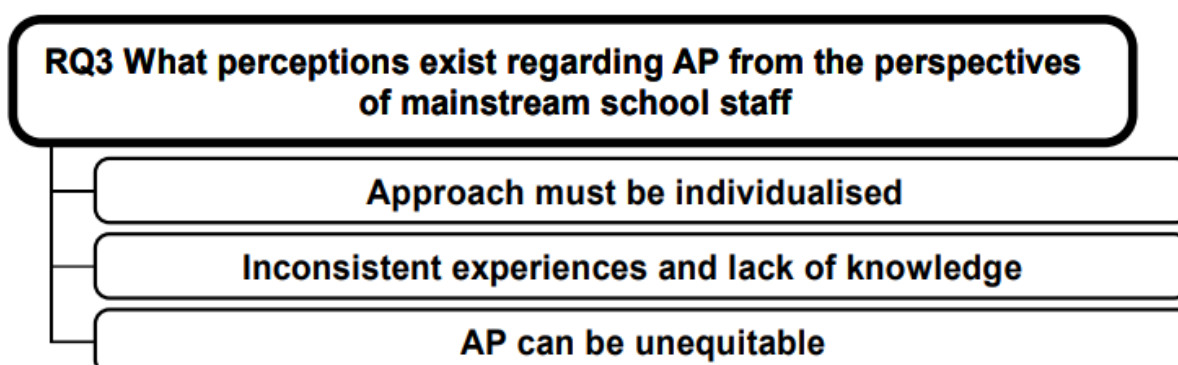 RQ3 What perceptions exist regarding AP from the perspectives
of mainstream school staff
Approach must be individualised
Inconsistent experiences and lack of knowledge
AP can be unequitable